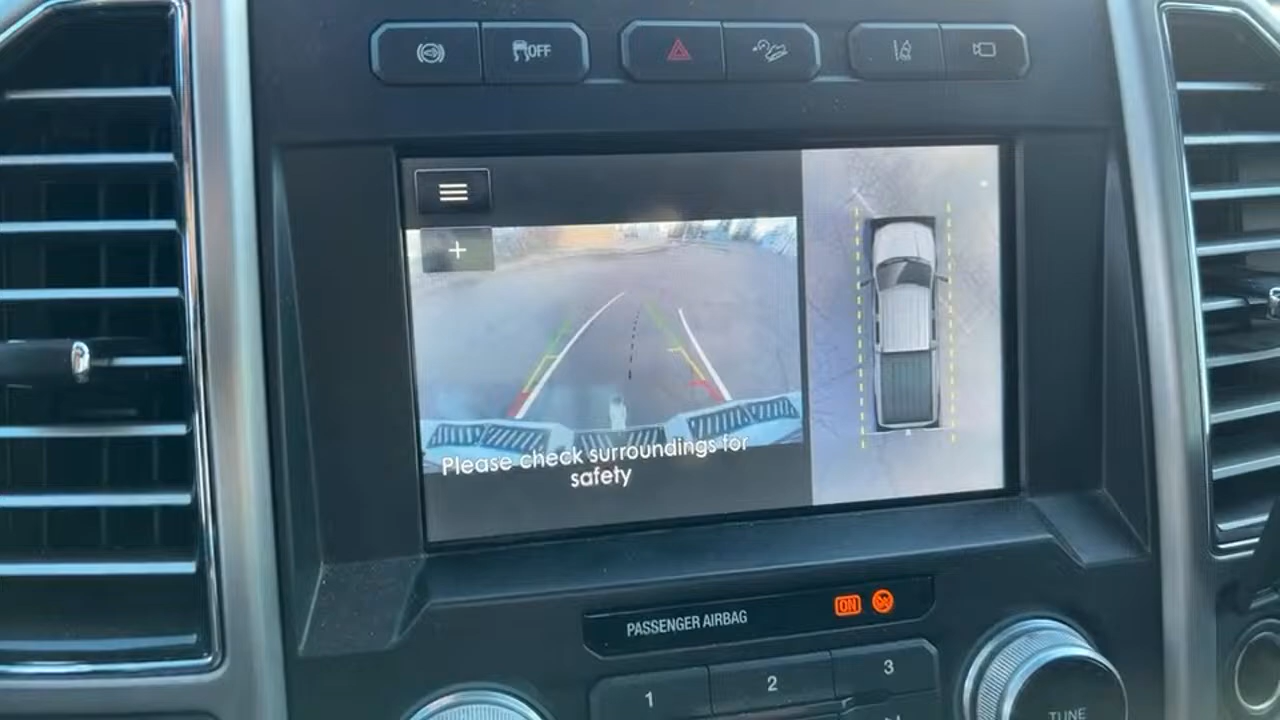 OFF
Please check surroundings for
safety
PASSENGER AIRBAG
ON
1
2
3
TUNE